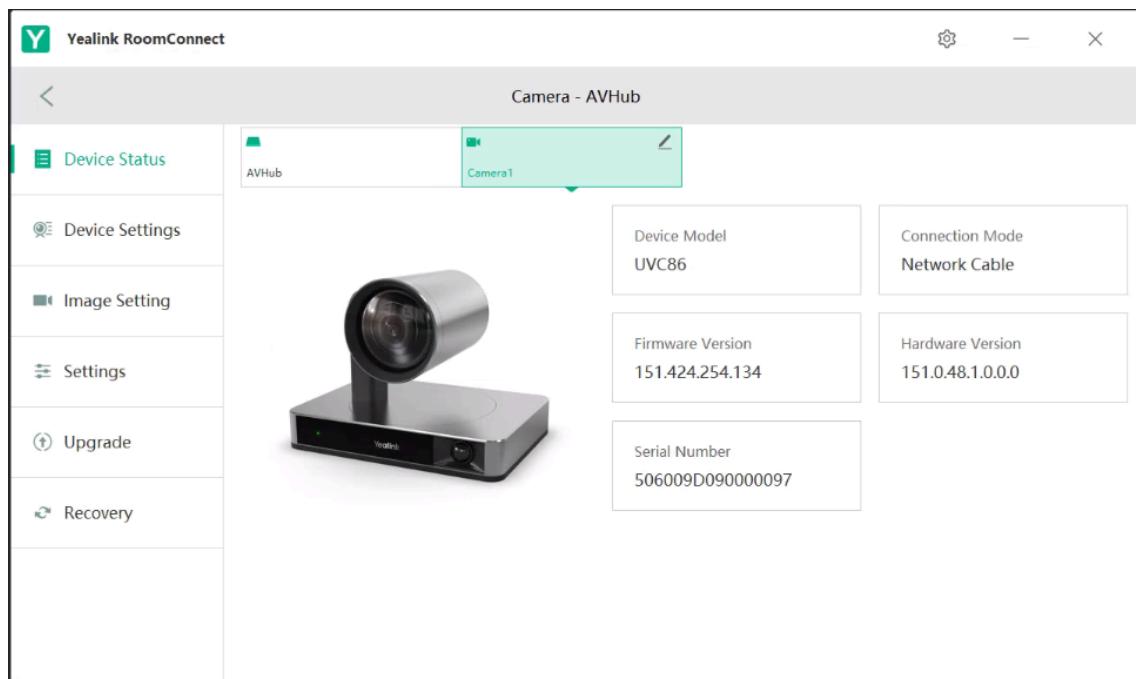 Yealink RoomConnect
Camera - AVHub
Device Status
Device Settings
Image Setting
Settings
Upgrade
Recovery
AVHub
Camera1
Yealink
Device Model
UVC86
Connection Mode
Network Cable
Firmware Version
151.424.254.134
Hardware Version
151.0.48.1.0.0.0
Serial Number
506009D090000097